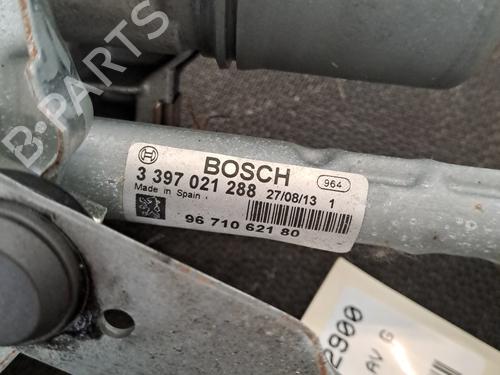 B-PARTS
BOSCH
964
3 397 021 288
27/08/13 1
Made in Spain
96 710 621 80
2900
AV G